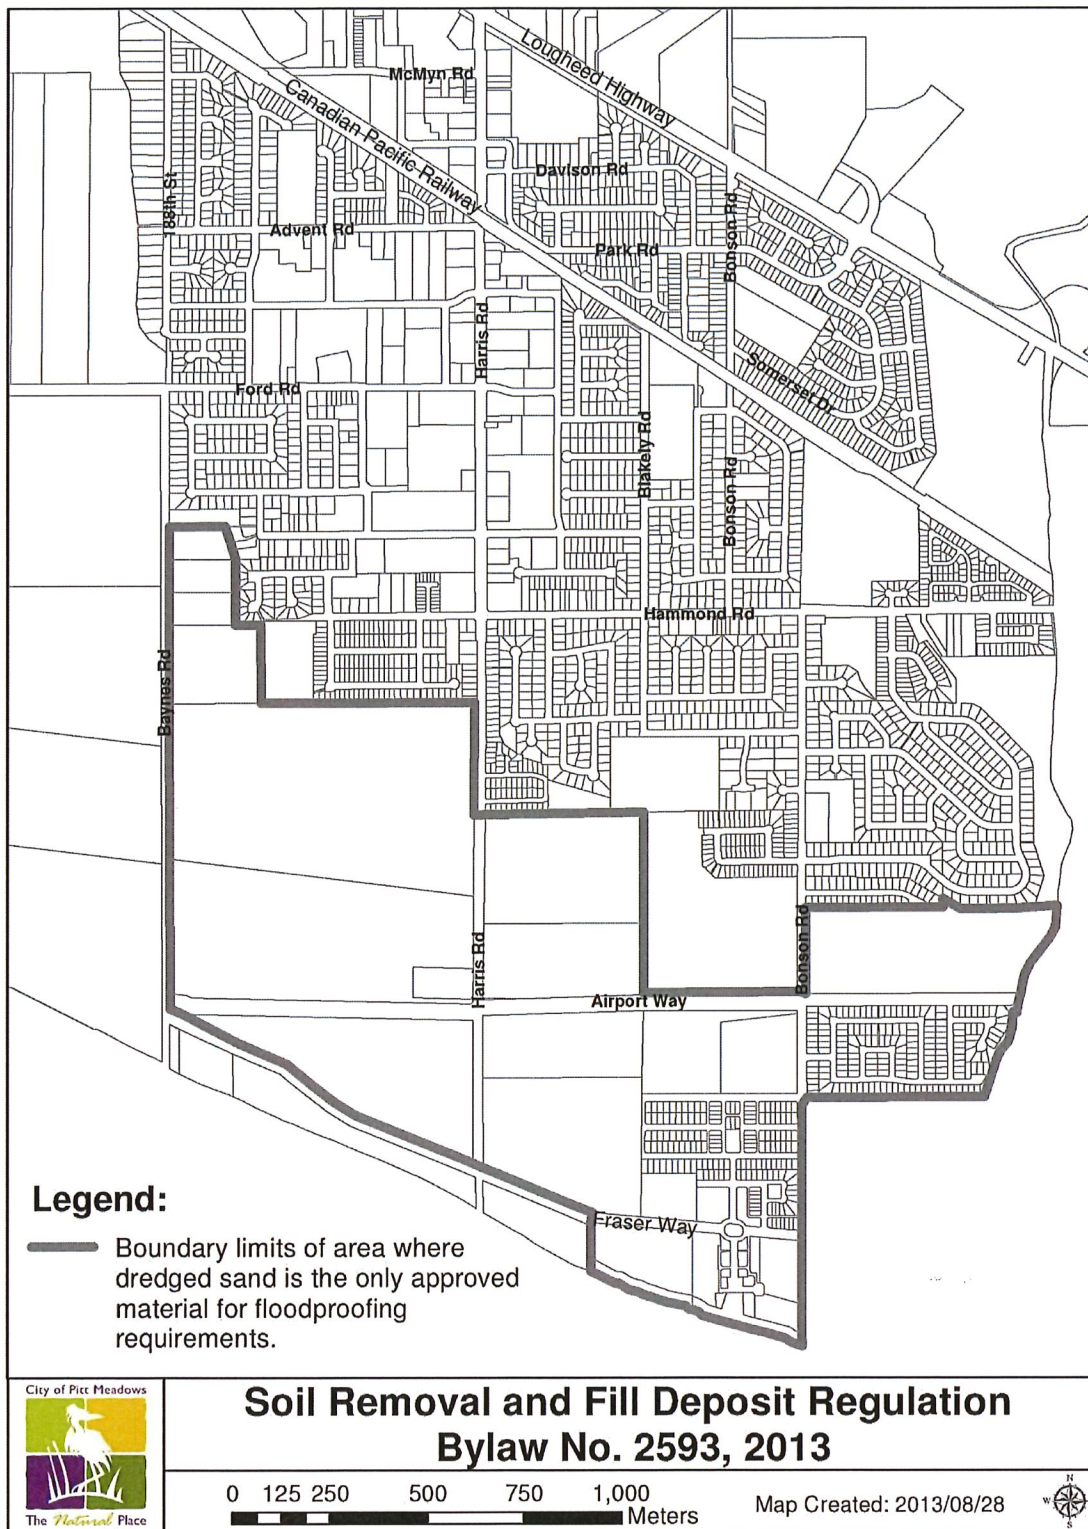 Lougheed Highway
McMyn Rd
Canadian Pacific Railway
Davison Rd
188th St
Bonson Rd
Advent Rd
Park Rd
Harris Rd
Somerset Dr
Ford Rd
Blakely Rd
Bonson Rd
Hammond Rd
Baynes Rd
Bonson Rd
Harris Rd
Airport Way
Fraser Way
Legend:
Boundary limits of area where
dredged sand is the only approved
material for floodproofing
requirements.
City of Pitt Meadows
The Natural Place
Soil Removal and Fill Deposit Regulation
Bylaw No. 2593, 2013
0 125 250 500 750 1,000
Meters
Map Created: 2013/08/28
N
W E
S